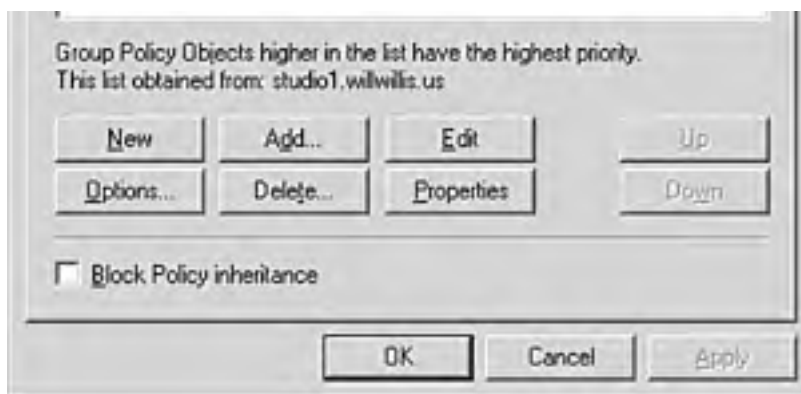 Group Policy Objects higher in the list have the highest priority.
This list obtained from: studio1.willwillis.us
New Add... Edit Up
Options... Delete... Properties Down
Block Policy inheritance
OK Cancel Apply